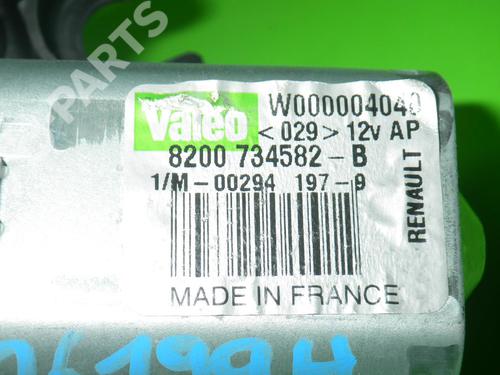 B PARTS
Valeo
W000004040
<029> 12v AP
8200 734582-B
1/M-00294 197-9
RENAULT
MADE IN FRANCE